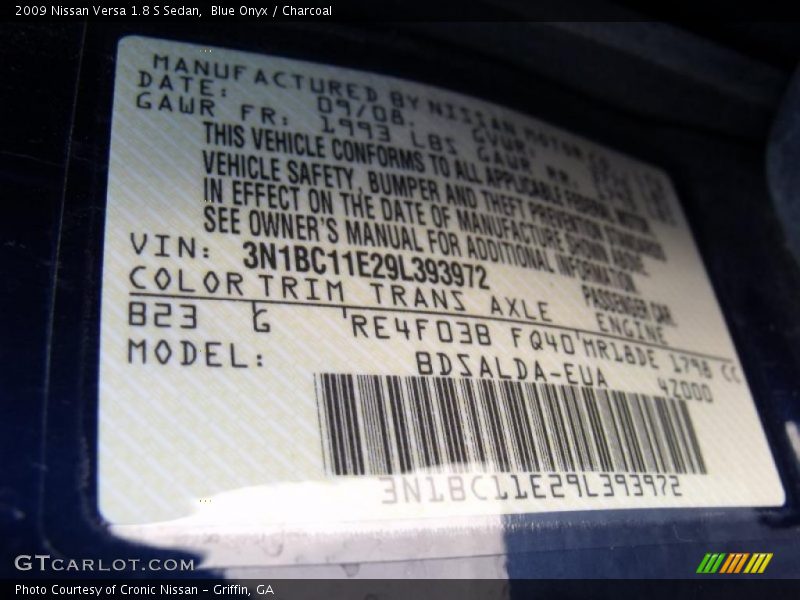 2009 Nissan Versa 1.8 S Sedan, Blue Onyx / Charcoal
MANUFACTURED BY NISSAN MOTOR
DATE: 09/08. GVWR:
GAWR FR: 1993 LBS GAWR RR.
THIS VEHICLE CONFORMS TO ALL APPLICABLE FEDERAL MOTOR
VEHICLE SAFETY, BUMPER AND THEFT PREVENTION STANDARDS
IN EFFECT ON THE DATE OF MANUFACTURE SHOWN ABOVE.
SEE OWNER'S MANUAL FOR ADDITIONAL INFORMATION.
VIN: 3N1BC11E29L393972 PASSENGER CAR
COLOR TRIM TRANS AXLE ENGINE
B23 G RE4F03B FQ40 MR18DE 1798 CC
MODEL: BDSALDA-EUA 4Z000
3N1BC11E29L393972
GTCARLOT.COM
Photo Courtesy of Cronic Nissan - Griffin, GA